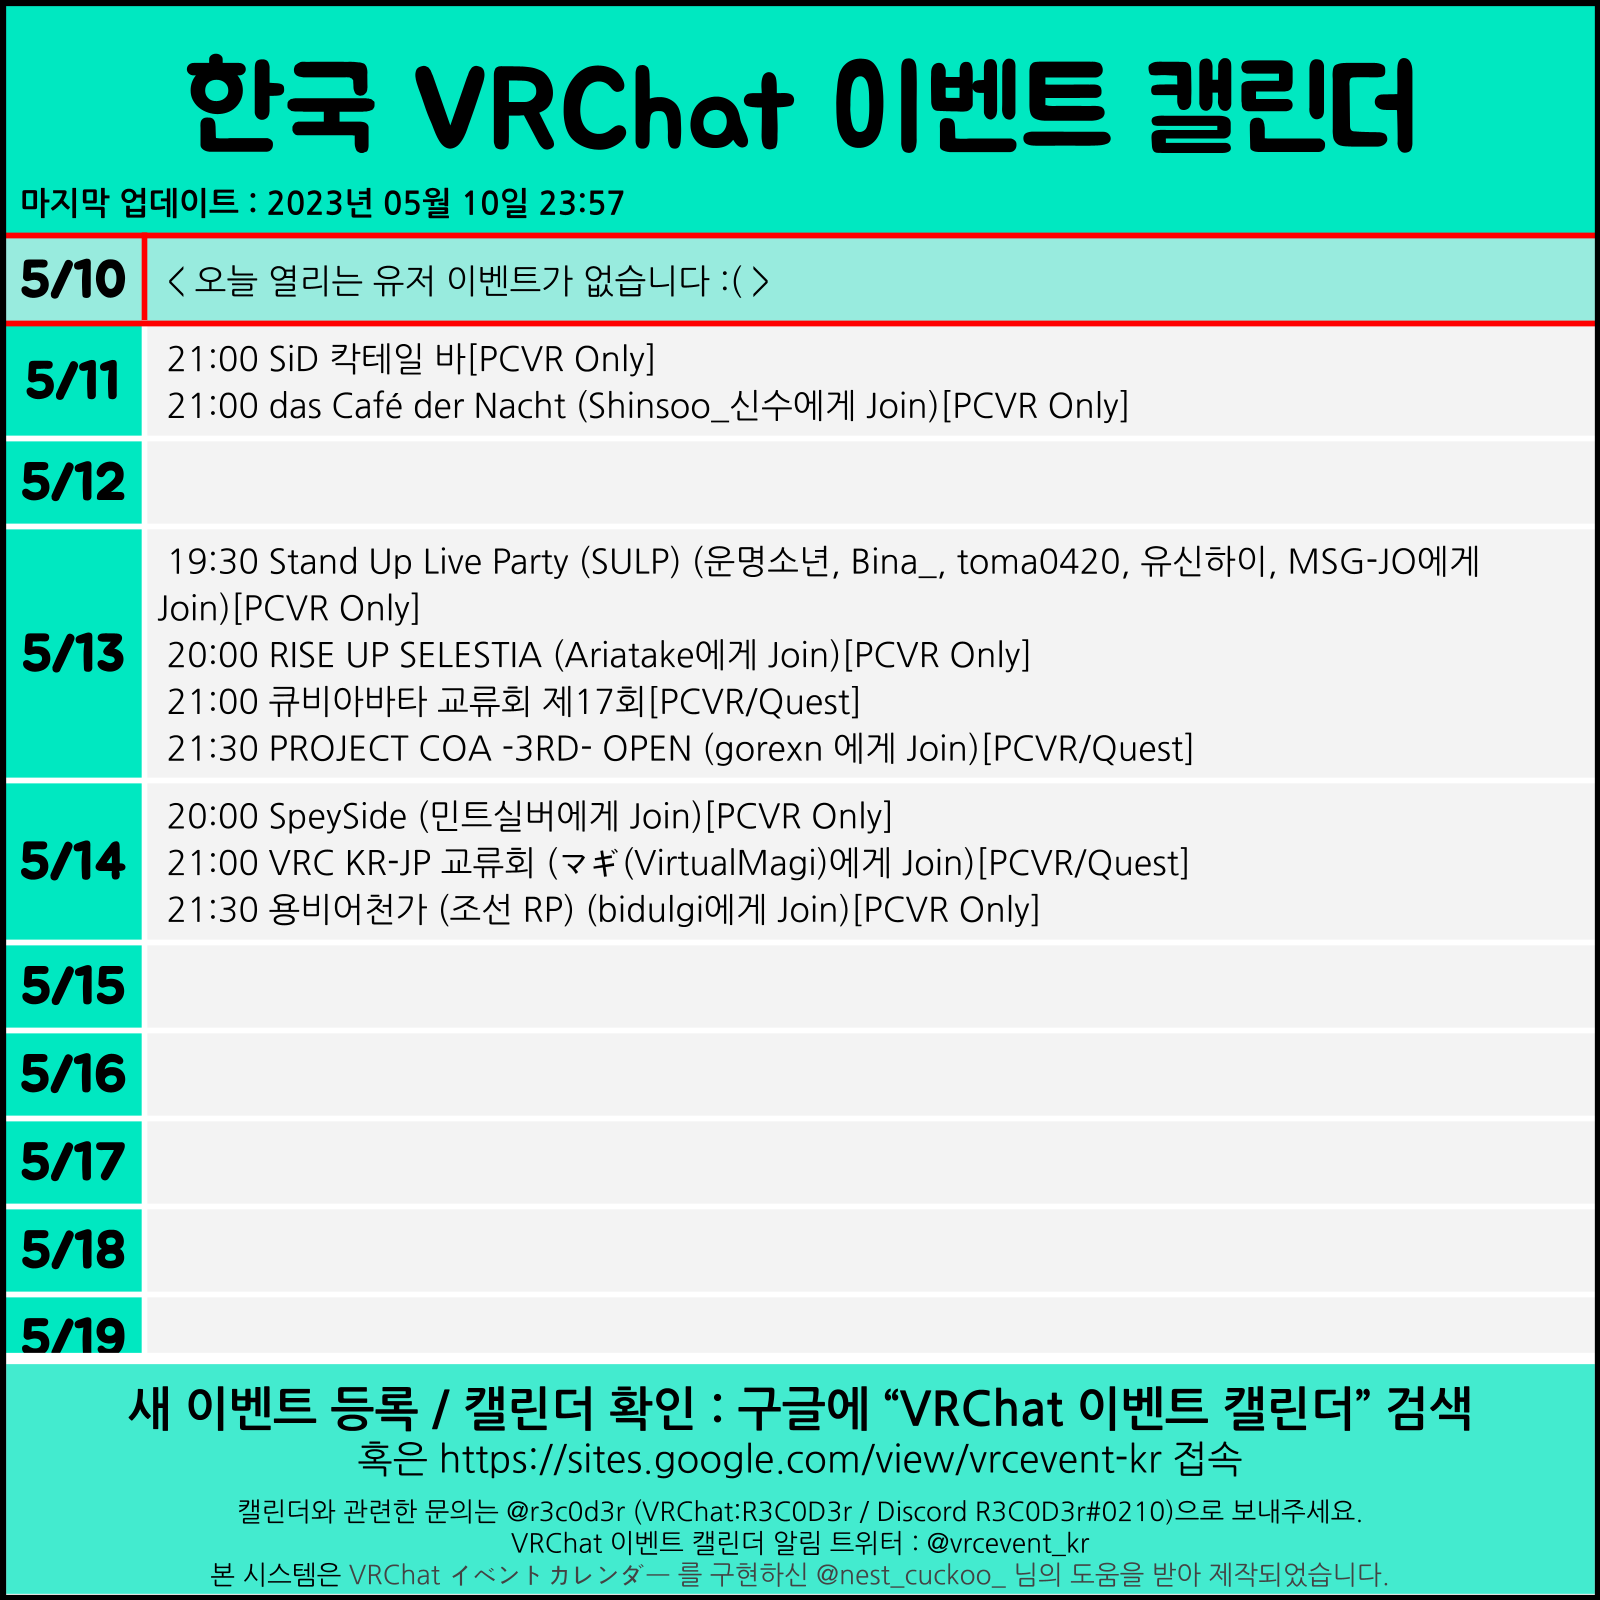 한국 VRChat 이벤트 캘린더
마지막 업데이트 : 2023년 05월 10일 23:57
5/10
< 오늘 열리는 유저 이벤트가 없습니다 :( >
5/11
21:00 SiD 칵테일 바[PCVR Only]
21:00 das Café der Nacht (Shinsoo_신수에게 Join)[PCVR Only]
5/12
5/13
19:30 Stand Up Live Party (SULP) (운명소년, Bina_, toma0420, 유신하이, MSG-JO에게
Join)[PCVR Only]
20:00 RISE UP SELESTIA (Ariatake에게 Join)[PCVR Only]
21:00 큐비아바타 교류회 제17회[PCVR/Quest]
21:30 PROJECT COA -3RD- OPEN (gorexn 에게 Join)[PCVR/Quest]
5/14
20:00 SpeySide (민트실버에게 Join)[PCVR Only]
21:00 VRC KR-JP 교류회 (マギ(VirtualMagi)에게 Join)[PCVR/Quest]
21:30 용비어천가 (조선 RP) (bidulgi에게 Join)[PCVR Only]
5/15
5/16
5/17
5/18
5/19
새 이벤트 등록 / 캘린더 확인 : 구글에 “VRChat 이벤트 캘린더” 검색
혹은 https://sites.google.com/view/vrcevent-kr 접속
캘린더와 관련한 문의는 @r3c0d3r (VRChat:R3C0D3r / Discord R3C0D3r#0210)으로 보내주세요.
VRChat 이벤트 캘린더 알림 트위터 : @vrcevent_kr
본 시스템은 VRChat イベントカレンダー 를 구현하신 @nest_cuckoo_ 님의 도움을 받아 제작되었습니다.